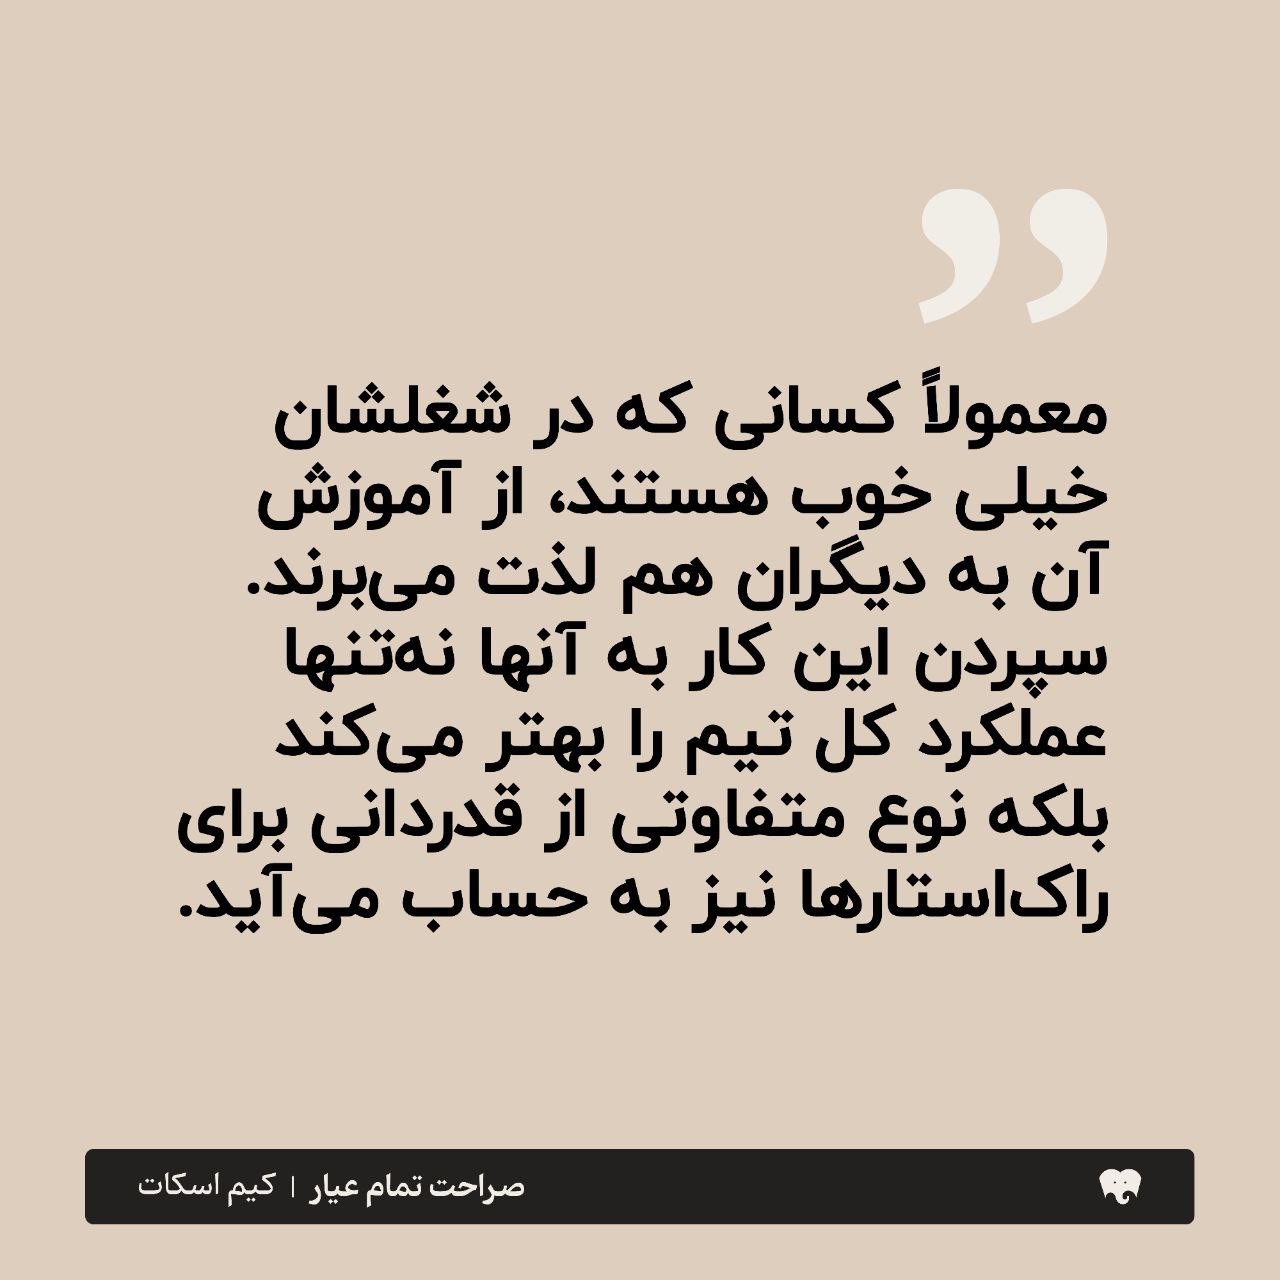 معمولاً کسانی که در شغلشان
خیلی خوب هستند، از آموزش
آن به دیگران هم لذت می‌برند.
سپردن این کار به آنها نه‌تنها
عملکرد کل تیم را بهتر می‌کند
بلکه نوع متفاوتی از قدردانی برای
راک‌استارها نیز به حساب می‌آید.
صراحت تمام عیار | کیم اسکات